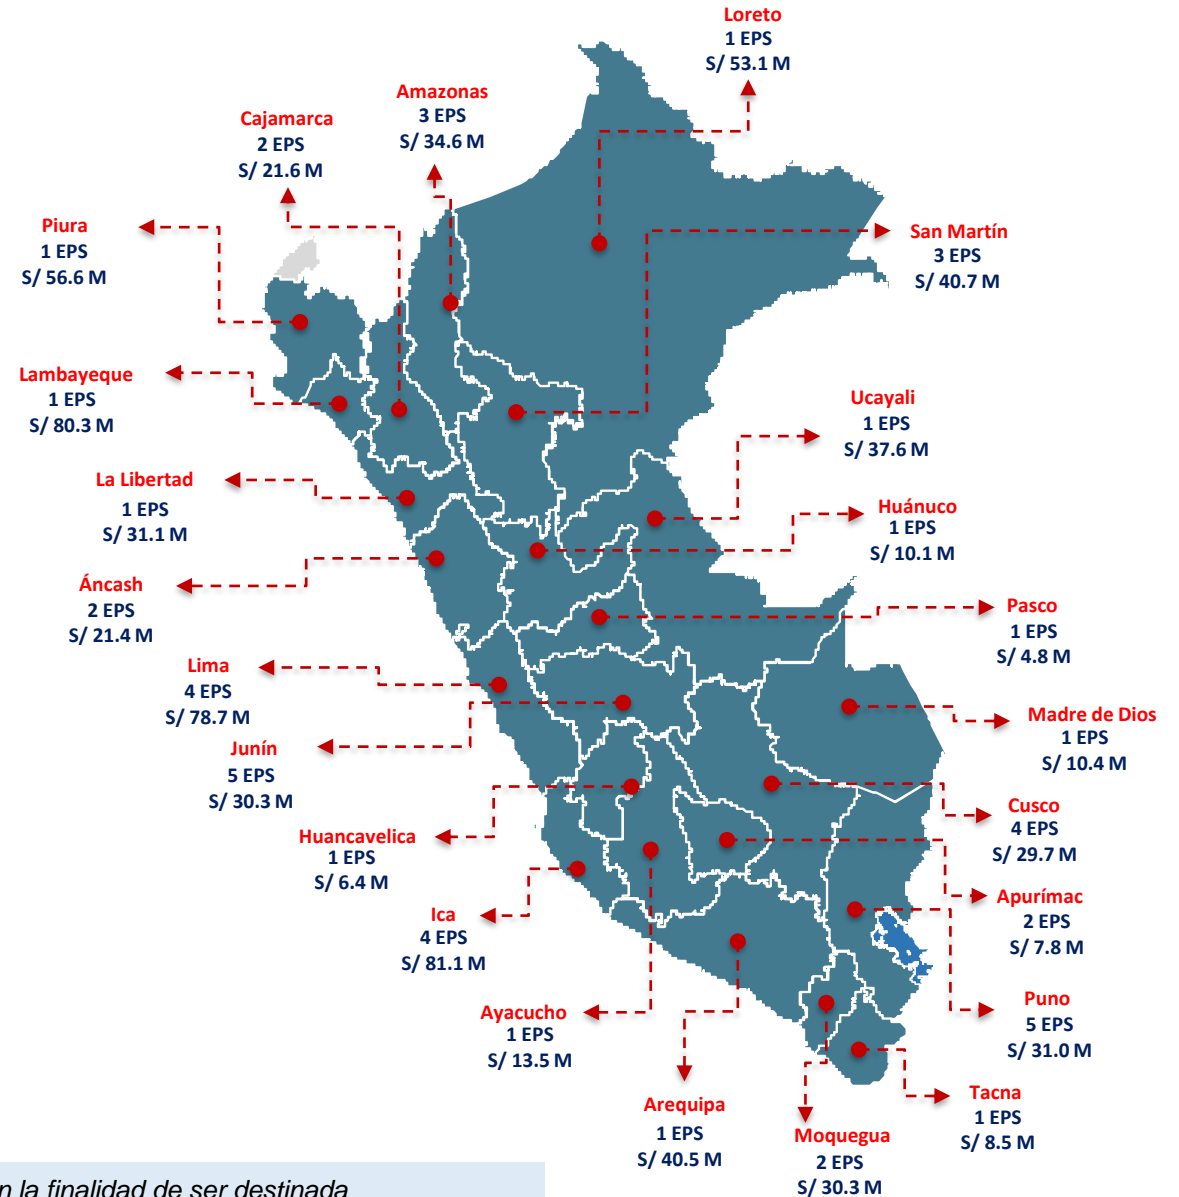 Loreto
1 EPS
S/ 53.1 M
Amazonas
3 EPS
S/ 34.6 M
Cajamarca
2 EPS
S/ 21.6 M
Piura
1 EPS
S/ 56.6 M
San Martín
3 EPS
S/ 40.7 M
Lambayeque
1 EPS
S/ 80.3 M
Ucayali
1 EPS
S/ 37.6 M
La Libertad
1 EPS
S/ 31.1 M
Huánuco
1 EPS
S/ 10.1 M
Áncash
2 EPS
S/ 21.4 M
Pasco
1 EPS
S/ 4.8 M
Lima
4 EPS
S/ 78.7 M
Madre de Dios
1 EPS
S/ 10.4 M
Junín
5 EPS
S/ 30.3 M
Cusco
4 EPS
S/ 29.7 M
Huancavelica
1 EPS
S/ 6.4 M
Apurímac
2 EPS
S/ 7.8 M
Ica
4 EPS
S/ 81.1 M
Puno
5 EPS
S/ 31.0 M
Ayacucho
1 EPS
S/ 13.5 M
Tacna
1 EPS
S/ 8.5 M
Arequipa
1 EPS
S/ 40.5 M
Moquegua
2 EPS
S/ 30.3 M
n la finalidad de ser destinada